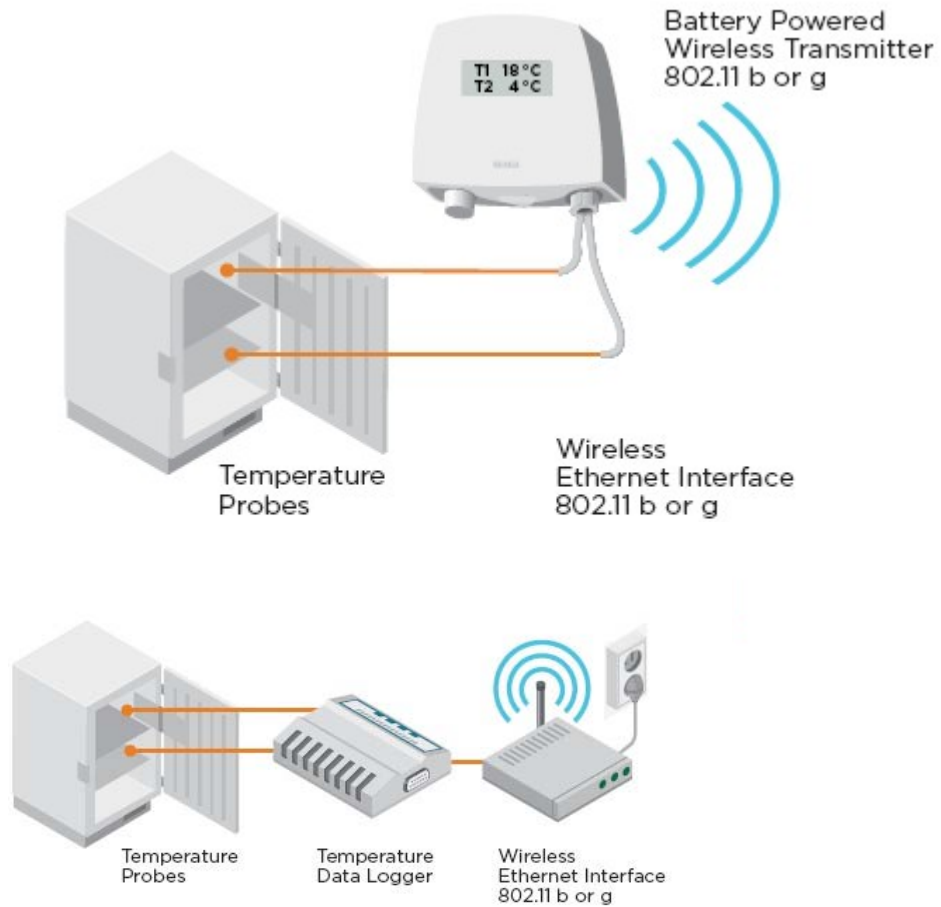 Battery Powered
Wireless Transmitter
802.11 b or g
T1 18°C
T2 4°C
Temperature
Probes
Wireless
Ethernet Interface
802.11 b or g
Temperature
Probes
Temperature
Data Logger
Wireless
Ethernet Interface
802.11 b or g